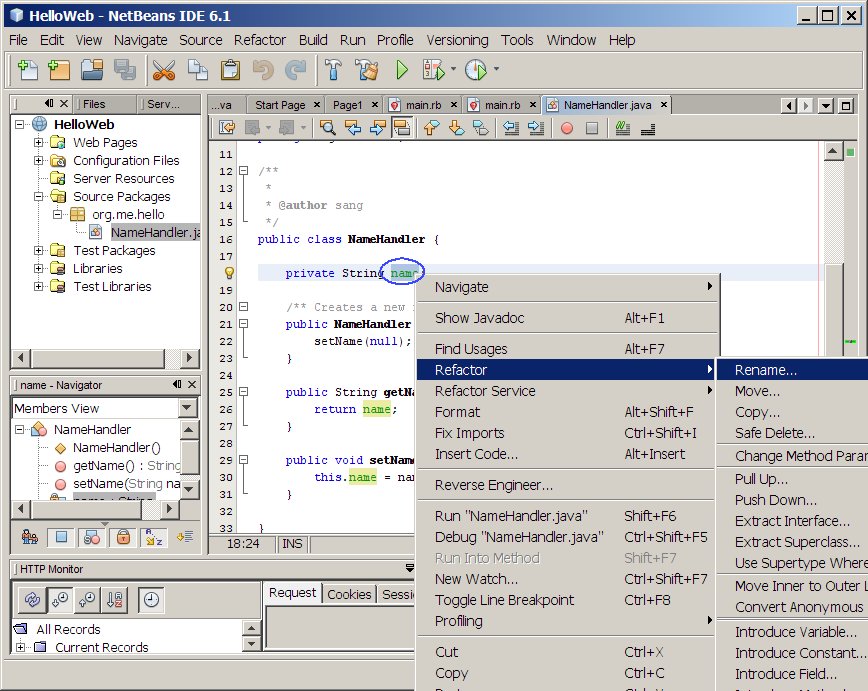 HelloWeb - NetBeans IDE 6.1
File Edit View Navigate Source Refactor Build Run Profile Versioning Tools Window Help
Files Serv...
...va Start Page Page1 main.rb main.rb NameHandler.java
HelloWeb
Web Pages
Configuration Files
Server Resources
Source Packages
org.me.hello
NameHandler.ja
Test Packages
Libraries
Test Libraries
11
12 /**
13 *
14 * @author sang
15 */
16 public class NameHandler {
17
private String name
19
20 /** Creates a new
21 public NameHandler
22 setName(null);
23 }
24
25 public String getNa
26 return name;
27 }
28
29 public void setName
30 this.name = nam
31 }
32
33 }
18:24 INS
name - Navigator
Members View
NameHandler
NameHandler()
getName() : String
setName(String na
name : String
HTTP Monitor
All Records
Current Records
Request Cookies Sessi
Navigate
Show Javadoc Alt+F1
Find Usages Alt+F7
Refactor
Refactor Service
Format Alt+Shift+F
Fix Imports Ctrl+Shift+I
Insert Code... Alt+Insert
Reverse Engineer...
Run "NameHandler.java" Shift+F6
Debug "NameHandler.java" Ctrl+Shift+F5
Run Into Method Shift+F7
New Watch... Ctrl+Shift+F7
Toggle Line Breakpoint Ctrl+F8
Profiling
Cut Ctrl+X
Copy Ctrl+C
Rename...
Move...
Copy...
Safe Delete...
Change Method Paran
Pull Up...
Push Down...
Extract Interface...
Extract Superclass...
Use Supertype Where
Move Inner to Outer L
Convert Anonymous
Introduce Variable...
Introduce Constant...
Introduce Field...